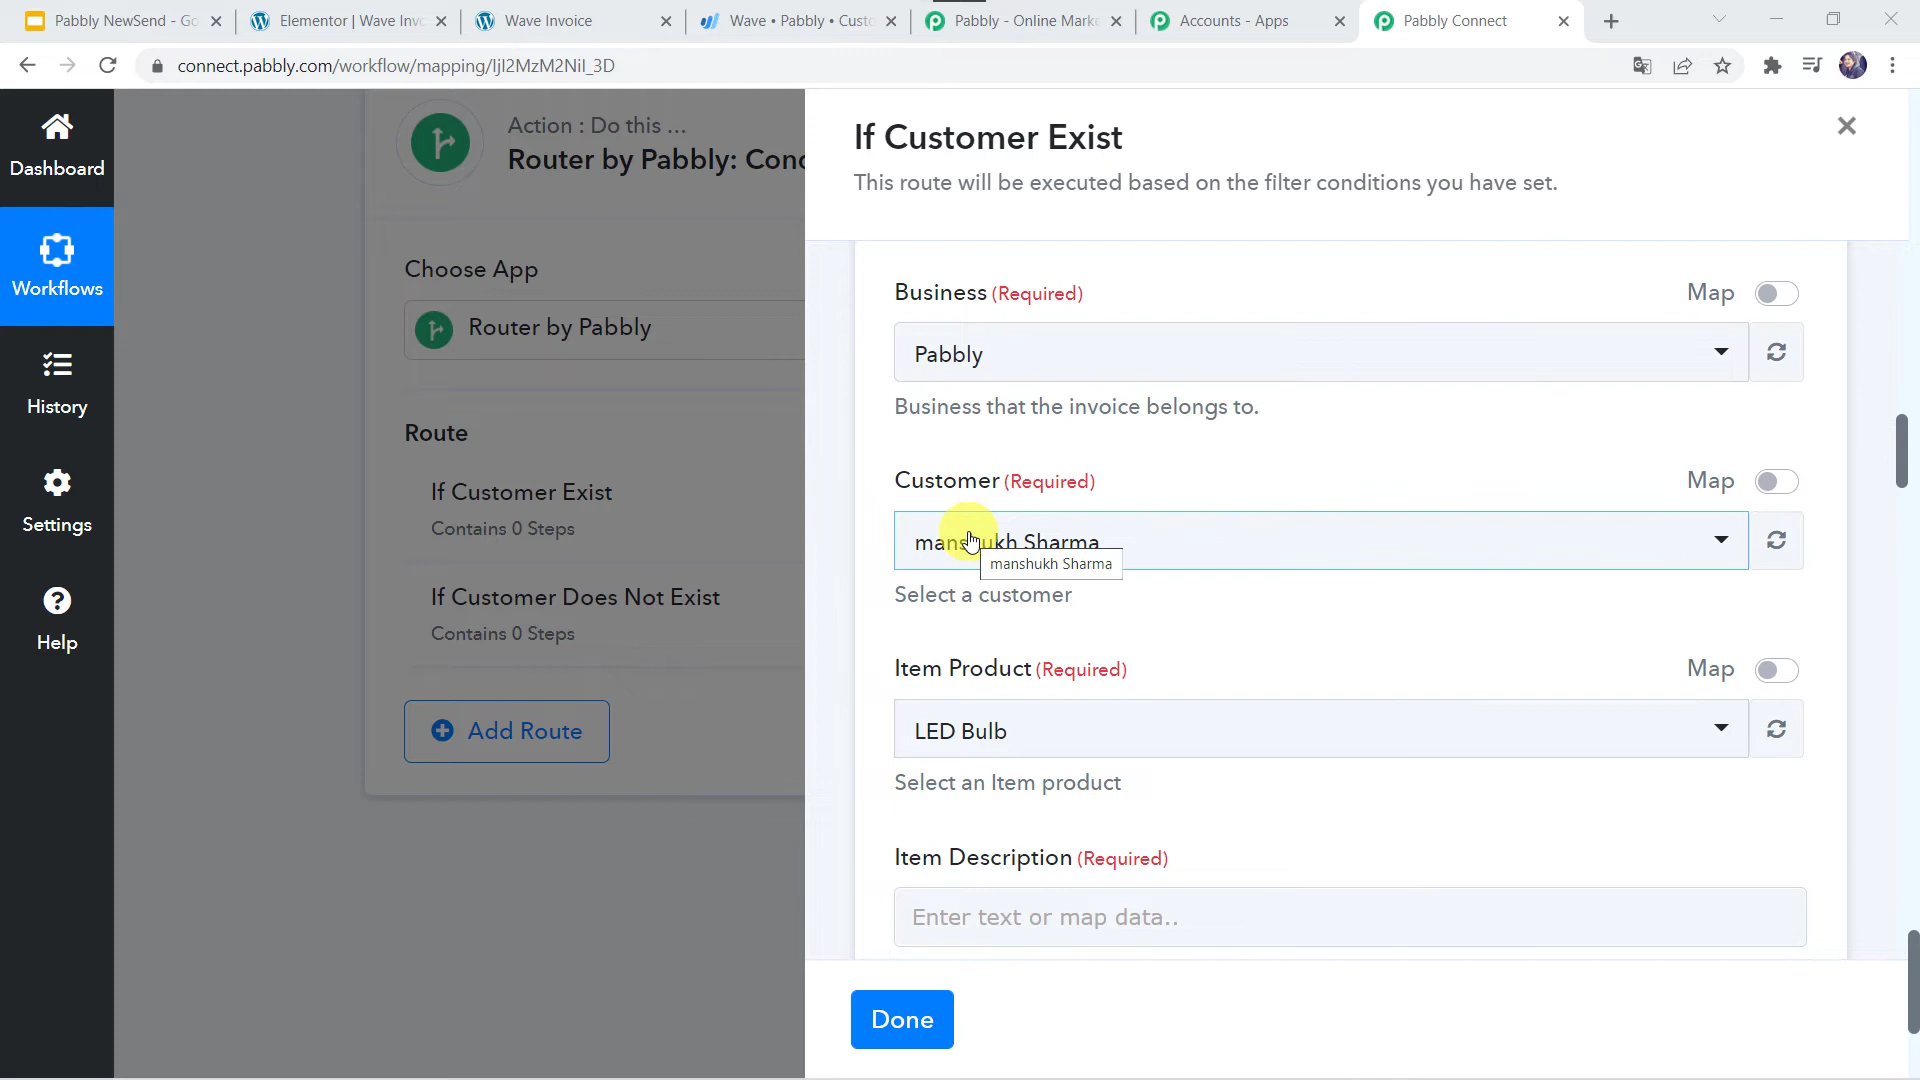 Pabbly NewSend - Go
Elementor | Wave Invo
Wave Invoice
Wave • Pabbly • Custo
Pabbly - Online Marke
Accounts - Apps
Pabbly Connect
connect.pabbly.com/workflow/mapping/IjI2MzM2NiI_3D
Dashboard
Workflows
History
Settings
Help
Action : Do this ...
Router by Pabbly: Conc
Choose App
Router by Pabbly
Route
If Customer Exist
Contains 0 Steps
If Customer Does Not Exist
Contains 0 Steps
Add Route
If Customer Exist
This route will be executed based on the filter conditions you have set.
Business (Required)
Map
Pabbly
Business that the invoice belongs to.
Customer (Required)
Map
manshukh Sharma
manshukh Sharma
Select a customer
Item Product (Required)
Map
LED Bulb
Select an Item product
Item Description (Required)
Enter text or map data..
Done